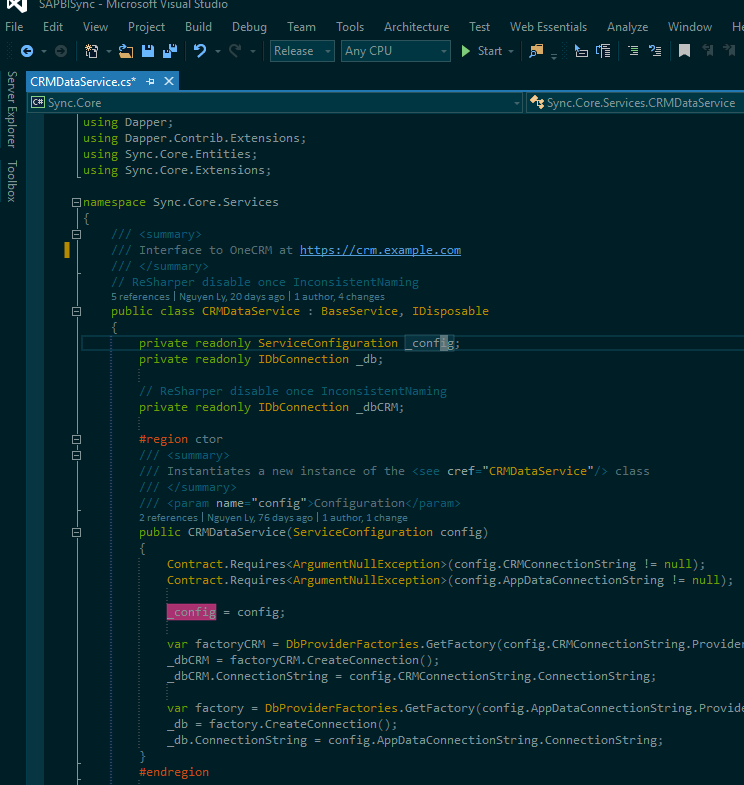 SAPBISync - Microsoft Visual Studio
File Edit View Project Build Debug Team Tools Architecture Test Web Essentials Analyze Window
Release Any CPU Start
Server Explorer
Toolbox
CRMDataService.cs*
C# Sync.Core Sync.Core.Services.CRMDataService
using Dapper;
using Dapper.Contrib.Extensions;
using Sync.Core.Entities;
using Sync.Core.Extensions;
namespace Sync.Core.Services
{
/// <summary>
/// Interface to OneCRM at https://crm.example.com
/// </summary>
// ReSharper disable once InconsistentNaming
5 references | Nguyen Ly, 20 days ago | 1 author, 4 changes
public class CRMDataService : BaseService, IDisposable
{
private readonly ServiceConfiguration _config;
private readonly IDbConnection _db;
// ReSharper disable once InconsistentNaming
private readonly IDbConnection _dbCRM;
#region ctor
/// <summary>
/// Instantiates a new instance of the <see cref="CRMDataService"/> class
/// </summary>
/// <param name="config">Configuration</param>
2 references | Nguyen Ly, 76 days ago | 1 author, 1 change
public CRMDataService(ServiceConfiguration config)
{
Contract.Requires<ArgumentNullException>(config.CRMConnectionString != null);
Contract.Requires<ArgumentNullException>(config.AppDataConnectionString != null);
_config = config;
var factoryCRM = DbProviderFactories.GetFactory(config.CRMConnectionString.Provider
_dbCRM = factoryCRM.CreateConnection();
_dbCRM.ConnectionString = config.CRMConnectionString.ConnectionString;
var factory = DbProviderFactories.GetFactory(config.AppDataConnectionString.Provide
_db = factory.CreateConnection();
_db.ConnectionString = config.AppDataConnectionString.ConnectionString;
}
#endregion